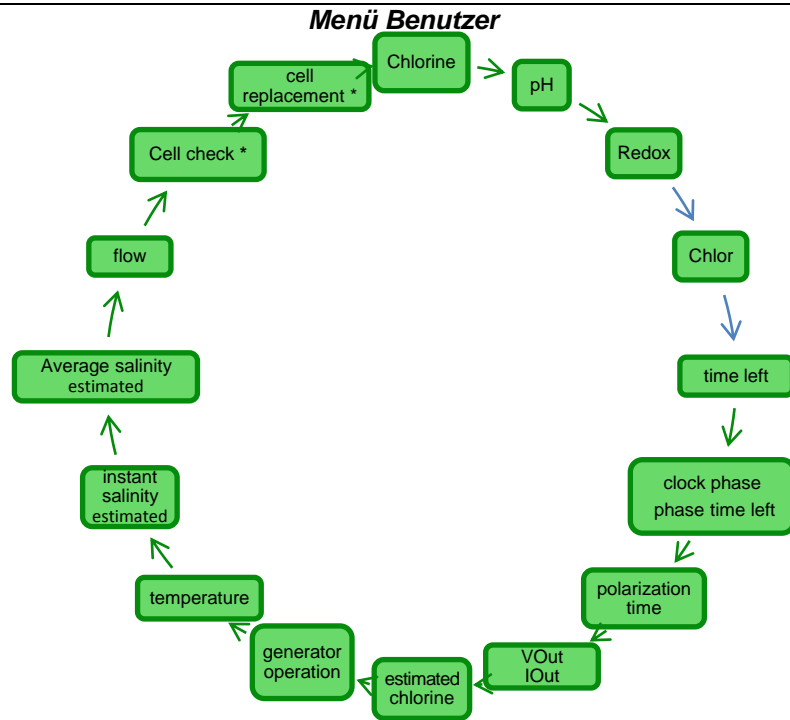 Menü Benutzer
Chlorine
pH
Redox
Chlor
time left
clock phase
phase time left
polarization
time
VOut
IOut
estimated
chlorine
generator
operation
temperature
instant
salinity
estimated
Average salinity
estimated
flow
Cell check *
cell
replacement *